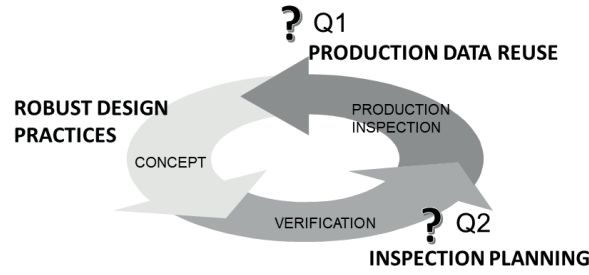 ? Q1
PRODUCTION DATA REUSE
ROBUST DESIGN
PRACTICES
PRODUCTION
INSPECTION
CONCEPT
VERIFICATION
? Q2
INSPECTION PLANNING